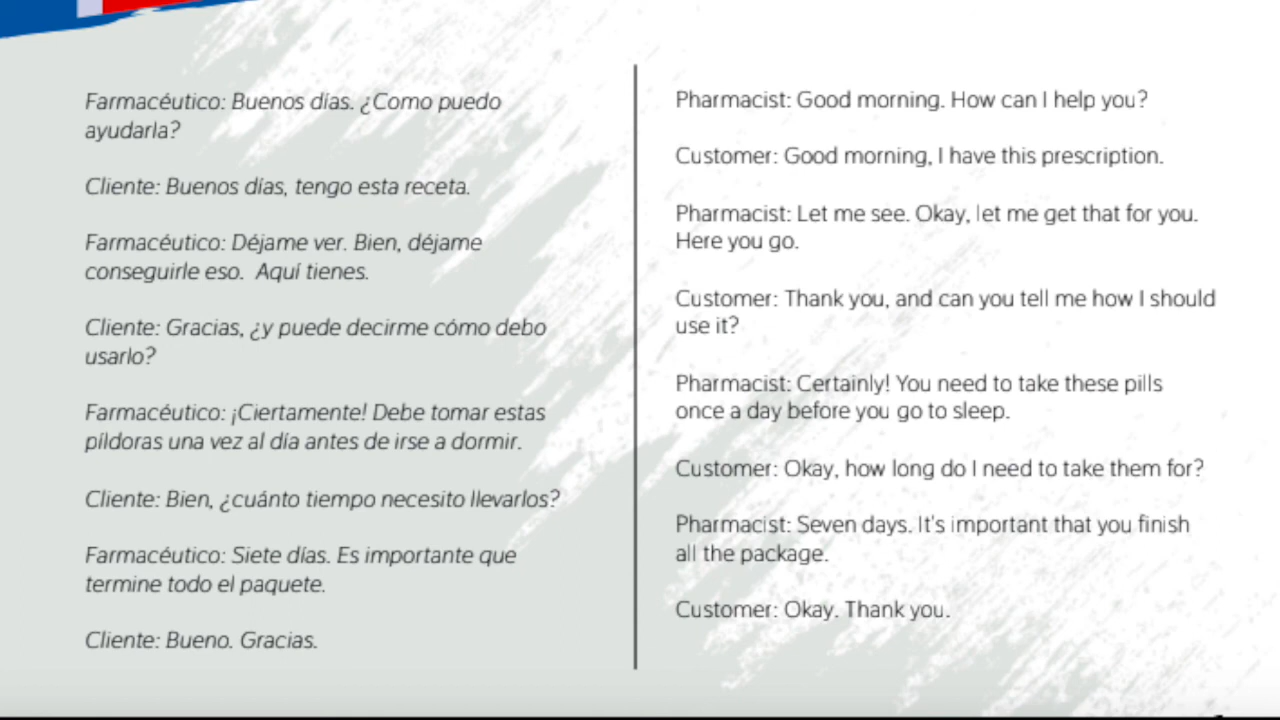 Farmacéutico: Buenos días. ¿Como puedo
ayudarla?
Cliente: Buenos días, tengo esta receta.
Farmacéutico: Déjame ver. Bien, déjame
conseguirle eso.  Aquí tienes.
Cliente: Gracias, ¿y puede decirme cómo debo
usarlo?
Farmacéutico: ¡Ciertamente! Debe tomar estas
píldoras una vez al día antes de irse a dormir.
Cliente: Bien, ¿cuánto tiempo necesito llevarlos?
Farmacéutico: Siete días. Es importante que
termine todo el paquete.
Cliente: Bueno. Gracias.
Pharmacist: Good morning. How can I help you?
Customer: Good morning, I have this prescription.
Pharmacist: Let me see. Okay, let me get that for you.
Here you go.
Customer: Thank you, and can you tell me how I should
use it?
Pharmacist: Certainly! You need to take these pills
once a day before you go to sleep.
Customer: Okay, how long do I need to take them for?
Pharmacist: Seven days. It's important that you finish
all the package.
Customer: Okay. Thank you.